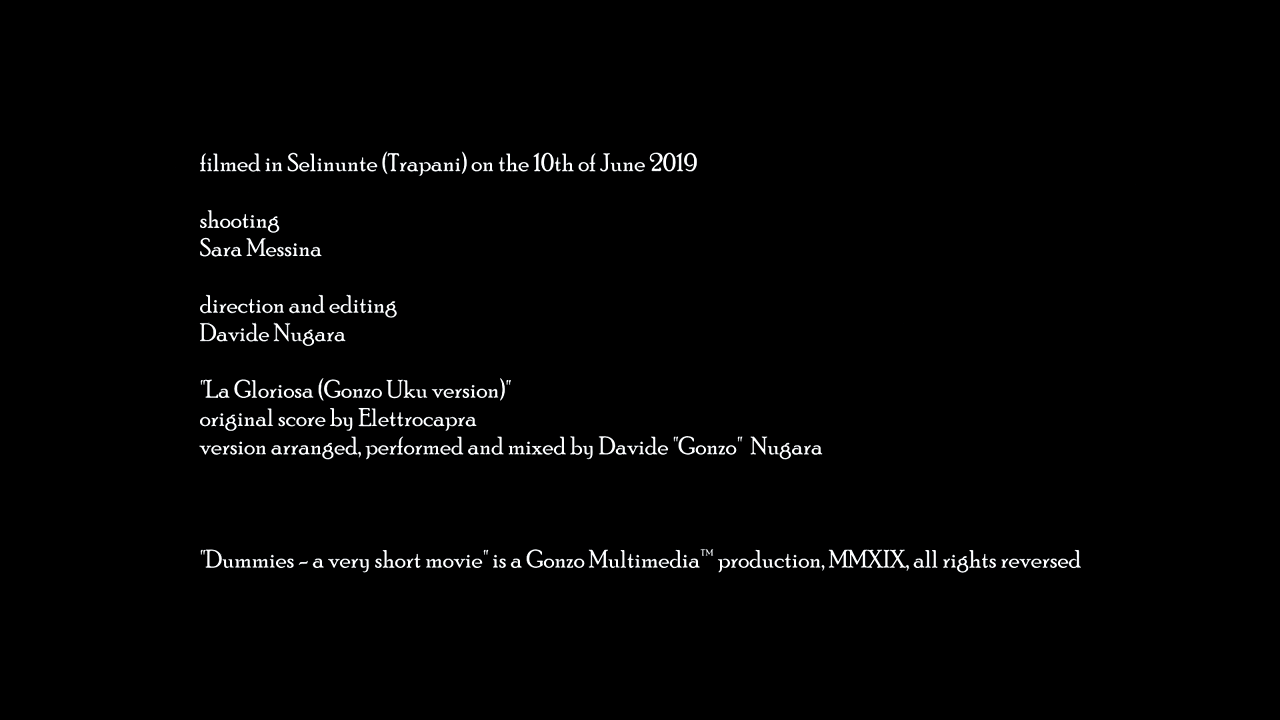 filmed in Selinunte (Trapani) on the 10th of June 2019
shooting
Sara Messina
direction and editing
Davide Nugara
"La Gloriosa (Gonzo Uku version)"
original score by Elettrocapra
version arranged, performed and mixed by Davide "Gonzo" Nugara
"Dummies - a very short movie" is a Gonzo Multimedia™ production, MMXIX, all rights reversed